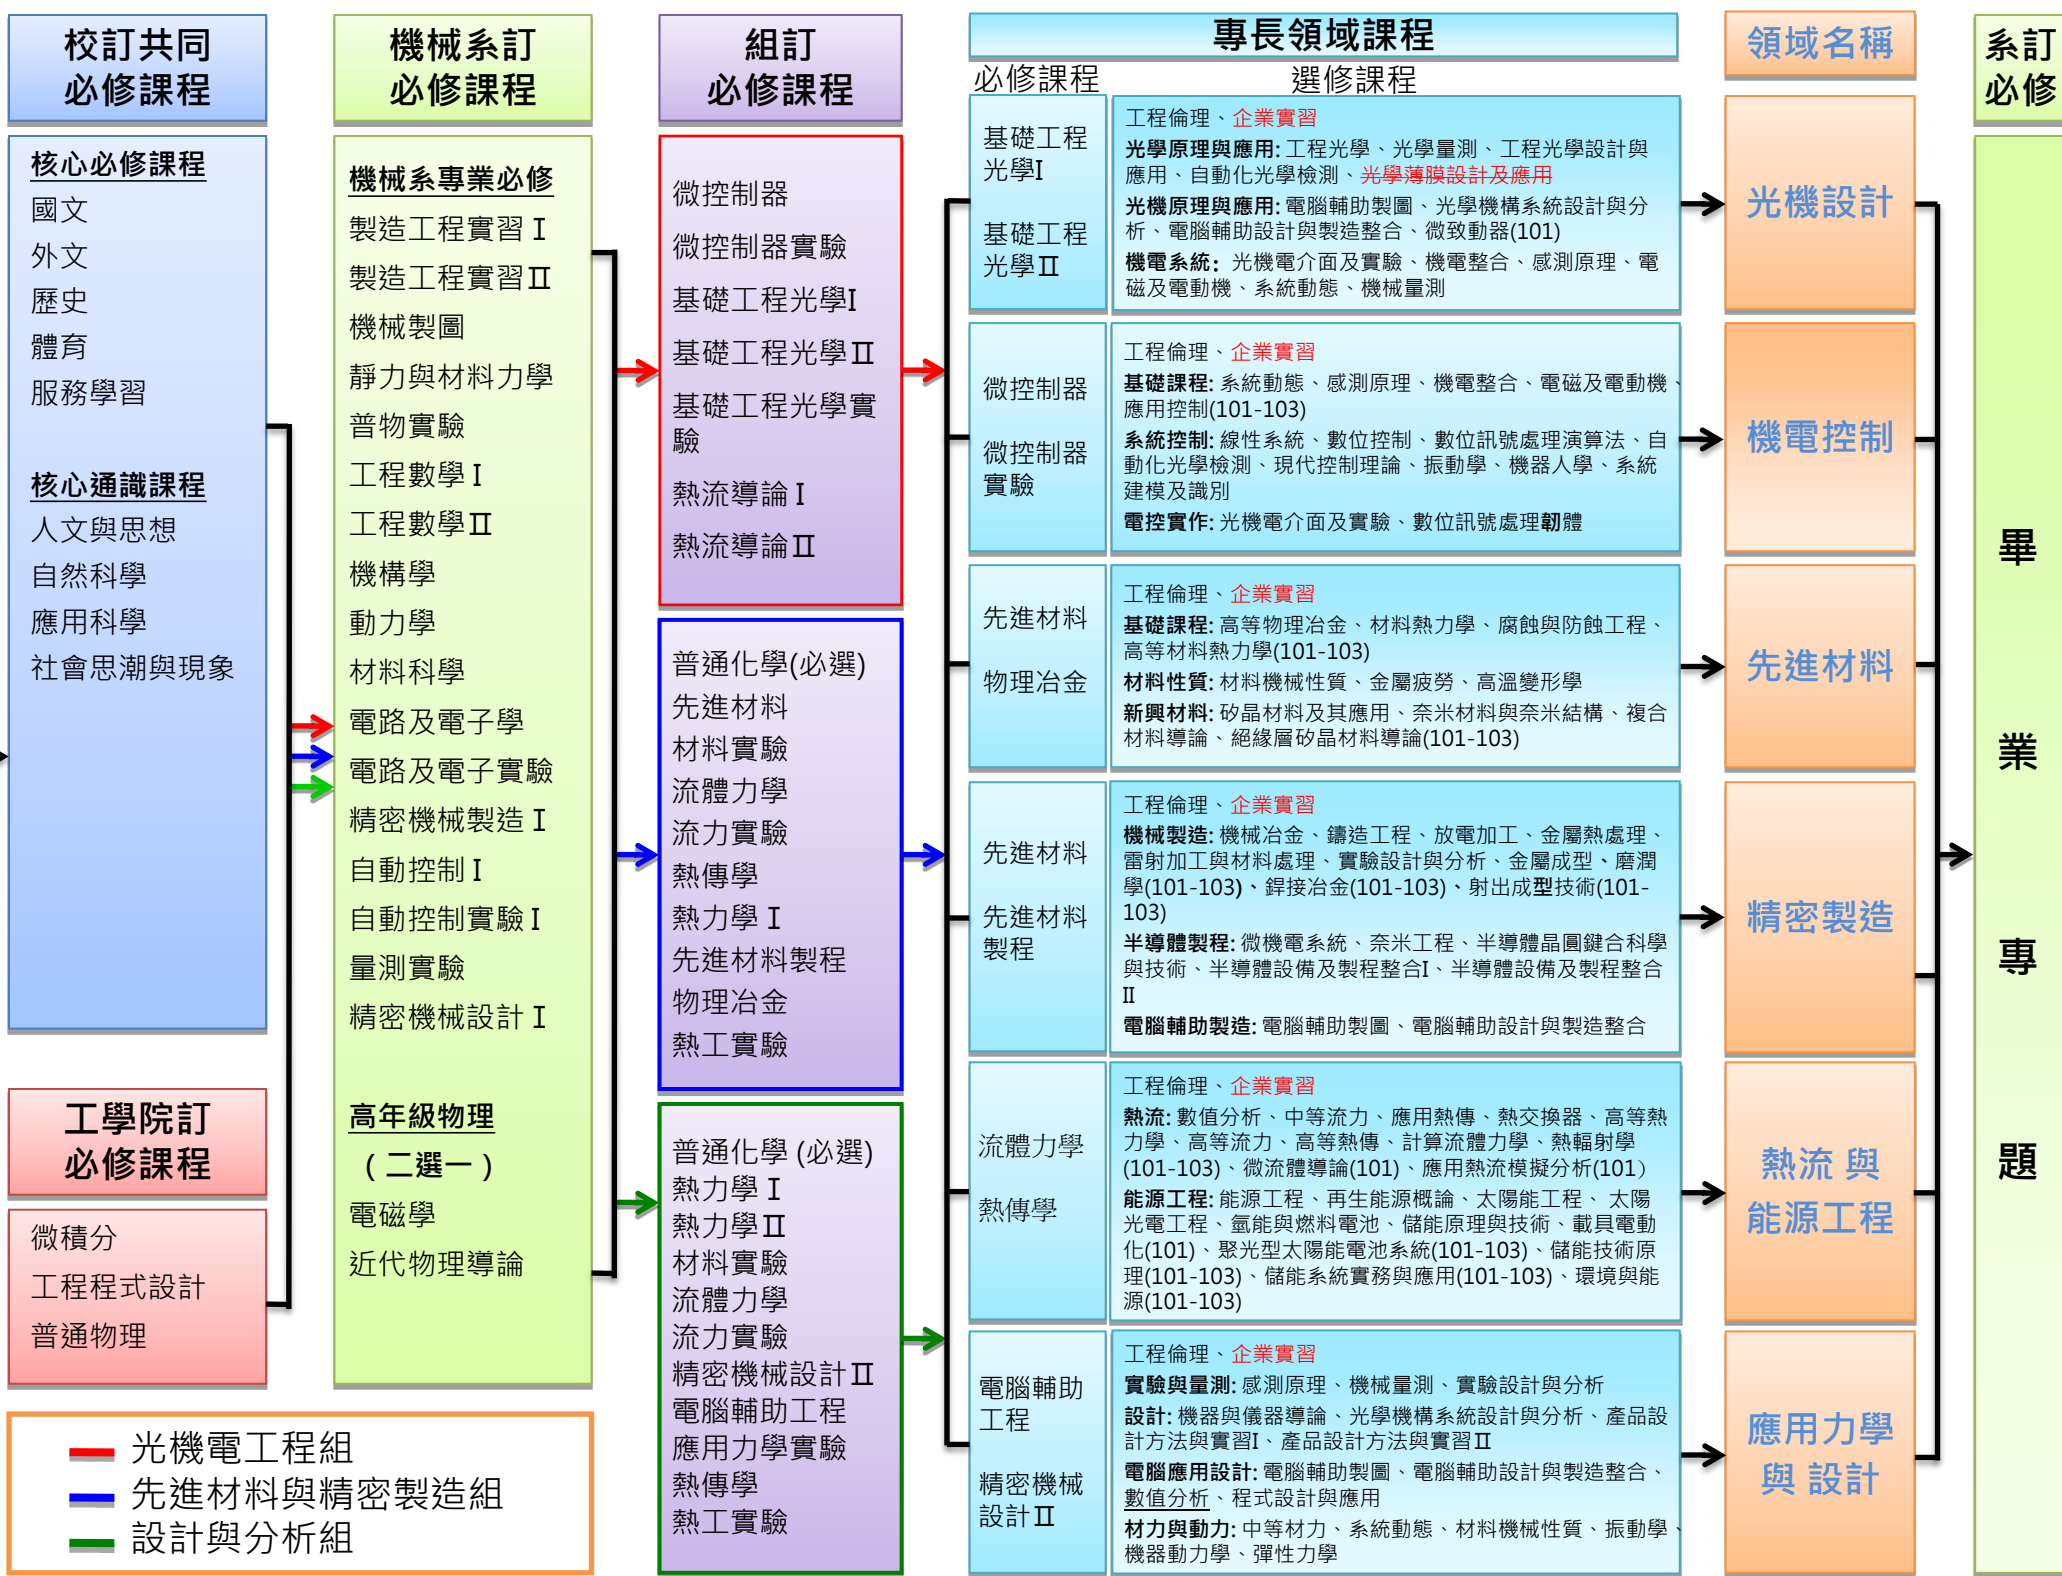 校訂共同
必修課程
核心必修課程
國文
外文
歷史
體育
服務學習
核心通識課程
人文與思想
自然科學
應用科學
社會思潮與現象
工學院訂
必修課程
微積分
工程程式設計
普通物理
光機電工程組
先進材料與精密製造組
設計與分析組
機械系訂
必修課程
機械系專業必修
製造工程實習 I
製造工程實習 II
機械製圖
靜力與材料力學
普物實驗
工程數學 I
工程數學 II
機構學
動力學
材料科學
電路及電子學
電路及電子實驗
精密機械製造 I
自動控制 I
自動控制實驗 I
量測實驗
精密機械設計 I
高年級物理
（二選一）
電磁學
近代物理導論
組訂
必修課程
微控制器
微控制器實驗
基礎工程光學I
基礎工程光學 II
基礎工程光學實
驗
熱流導論 I
熱流導論 II
普通化學(必選)
先進材料
材料實驗
流體力學
流力實驗
熱傳學
熱力學 I
先進材料製程
物理冶金
熱工實驗
普通化學 (必選)
熱力學 I
熱力學 II
材料實驗
流體力學
流力實驗
精密機械設計 II
電腦輔助工程
應用力學實驗
熱傳學
熱工實驗
專長領域課程
必修課程
選修課程
基礎工程
光學I
基礎工程
光學 II
工程倫理、企業實習
光學原理與應用: 工程光學、光學量測、工程光學設計與
應用、自動化光學檢測、光學薄膜設計及應用
光機原理與應用: 電腦輔助製圖、光學機構系統設計與分
析、電腦輔助設計與製造整合、微致動器(101)
機電系統: 光機電介面及實驗、機電整合、感測原理、電
磁及電動機、系統動態、機械量測
微控制器
微控制器
實驗
工程倫理、企業實習
基礎課程: 系統動態、感測原理、機電整合、電磁及電動機、
應用控制(101-103)
系統控制: 線性系統、數位控制、數位訊號處理演算法、自
動化光學檢測、現代控制理論、振動學、機器人學、系統
建模及識別
電控實作: 光機電介面及實驗、數位訊號處理韌體
先進材料
物理冶金
工程倫理、企業實習
基礎課程: 高等物理冶金、材料熱力學、腐蝕與防蝕工程、
高等材料熱力學(101-103)
材料性質: 材料機械性質、金屬疲勞、高溫變形學
新興材料: 矽晶材料及其應用、奈米材料與奈米結構、複合
材料導論、絕緣層矽晶材料導論(101-103)
先進材料
先進材料
製程
工程倫理、企業實習
機械製造: 機械冶金、鑄造工程、放電加工、金屬熱處理、
雷射加工與材料處理、實驗設計與分析、金屬成型、磨潤
學(101-103)、銲接冶金(101-103)、射出成型技術(101-
103)
半導體製程: 微機電系統、奈米工程、半導體晶圓鍵合科學
與技術、半導體設備及製程整合I、半導體設備及製程整合
II
電腦輔助製造: 電腦輔助製圖、電腦輔助設計與製造整合
流體力學
熱傳學
工程倫理、企業實習
熱流: 數值分析、中等流力、應用熱傳、熱交換器、高等熱
力學、高等流力、高等熱傳、計算流體力學、熱輻射學
(101-103)、微流體導論(101)、應用熱流模擬分析(101）
能源工程: 能源工程、再生能源概論、太陽能工程、 太陽
光電工程、氫能與燃料電池、儲能原理與技術、載具電動
化(101)、聚光型太陽能電池系統(101-103)、儲能技術原
理(101-103)、儲能系統實務與應用(101-103)、環境與能
源(101-103)
電腦輔助
工程
精密機械
設計 II
工程倫理、企業實習
實驗與量測: 感測原理、機械量測、實驗設計與分析
設計: 機器與儀器導論、光學機構系統設計與分析、產品設
計方法與實習I、產品設計方法與實習 II
電腦應用設計: 電腦輔助製圖、電腦輔助設計與製造整合、
數值分析、程式設計與應用
材力與動力: 中等材力、系統動態、材料機械性質、振動學、
機器動力學、彈性力學
領域名稱
光機設計
機電控制
先進材料
精密製造
熱流 與
能源工程
應用力學
與 設計
系訂
必修
畢
業
專
題